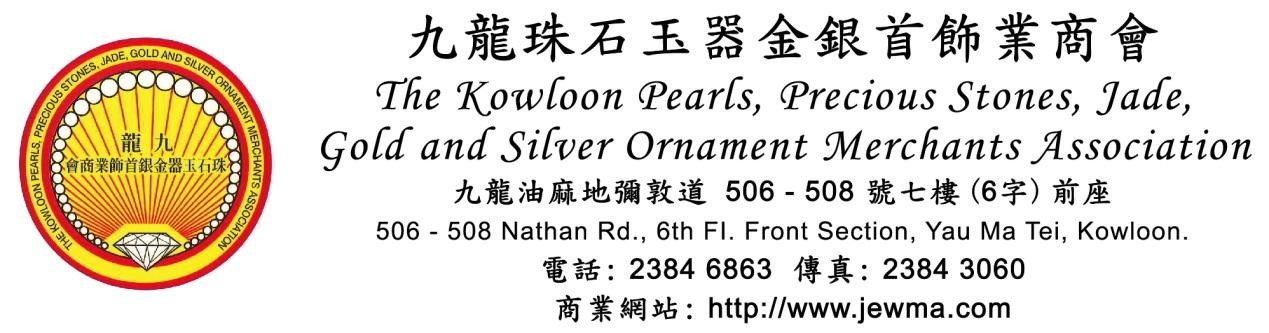 THE KOWLOON PEARLS, PRECIOUS STONES, JADE, GOLD AND SILVER ORNAMENT MERCHANTS ASSOCIATION
龍 九
會商業飾首銀金器玉石珠
九龍珠石玉器金銀首飾業商會
The Kowloon Pearls, Precious Stones, Jade,
Gold and Silver Ornament Merchants Association
九龍油麻地彌敦道 506 - 508 號七樓 (6字) 前座
506 - 508 Nathan Rd., 6th Fl. Front Section, Yau Ma Tei, Kowloon.
電話: 2384 6863 傳真: 2384 3060
商業網站: http://www.jewma.com